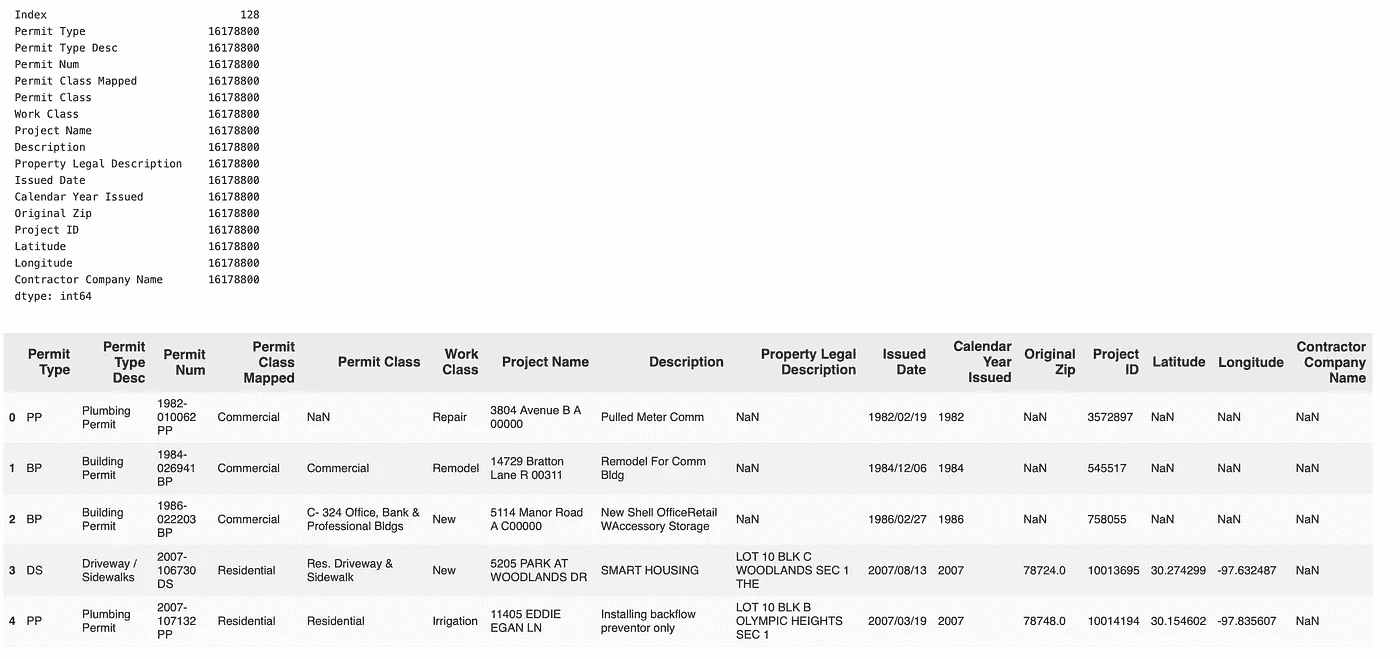 Index 128
Permit Type 16178800
Permit Type Desc 16178800
Permit Num 16178800
Permit Class Mapped 16178800
Permit Class 16178800
Work Class 16178800
Project Name 16178800
Description 16178800
Property Legal Description 16178800
Issued Date 16178800
Calendar Year Issued 16178800
Original Zip 16178800
Project ID 16178800
Latitude 16178800
Longitude 16178800
Contractor Company Name 16178800
dtype: int64
Permit Type Permit Type Desc Permit Num Permit Class Mapped Permit Class Work Class Project Name Description Property Legal Description Issued Date Calendar Year Issued Original Zip Project ID Latitude Longitude Contractor Company Name
0 PP Plumbing Permit 1982-010062 PP Commercial NaN Repair 3804 Avenue B A 00000 Pulled Meter Comm NaN 1982/02/19 1982 NaN 3572897 NaN NaN NaN
1 BP Building Permit 1984-026941 BP Commercial Commercial Remodel 14729 Bratton Lane R 00311 Remodel For Comm Bldg NaN 1984/12/06 1984 NaN 545517 NaN NaN NaN
2 BP Building Permit 1986-022203 BP Commercial C- 324 Office, Bank & Professional Bldgs New 5114 Manor Road A C00000 New Shell OfficeRetail WAccessory Storage NaN 1986/02/27 1986 NaN 758055 NaN NaN NaN
3 DS Driveway / Sidewalks 2007-106730 DS Residential Res. Driveway & Sidewalk New 5205 PARK AT WOODLANDS DR SMART HOUSING LOT 10 BLK C WOODLANDS SEC 1 THE 2007/08/13 2007 78724.0 10013695 30.274299 -97.632487 NaN
4 PP Plumbing Permit 2007-107132 PP Residential Residential Irrigation 11405 EDDIE EGAN LN Installing backflow preventor only LOT 10 BLK B OLYMPIC HEIGHTS SEC 1 2007/03/19 2007 78748.0 10014194 30.154602 -97.835607 NaN